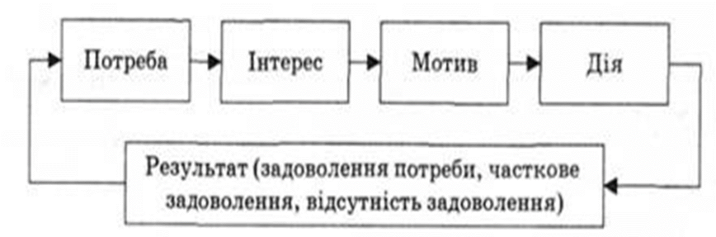 Потреба
Інтерес
Мотив
Дія
Результат (задоволення потреби, часткове
задоволення, відсутність задоволення)